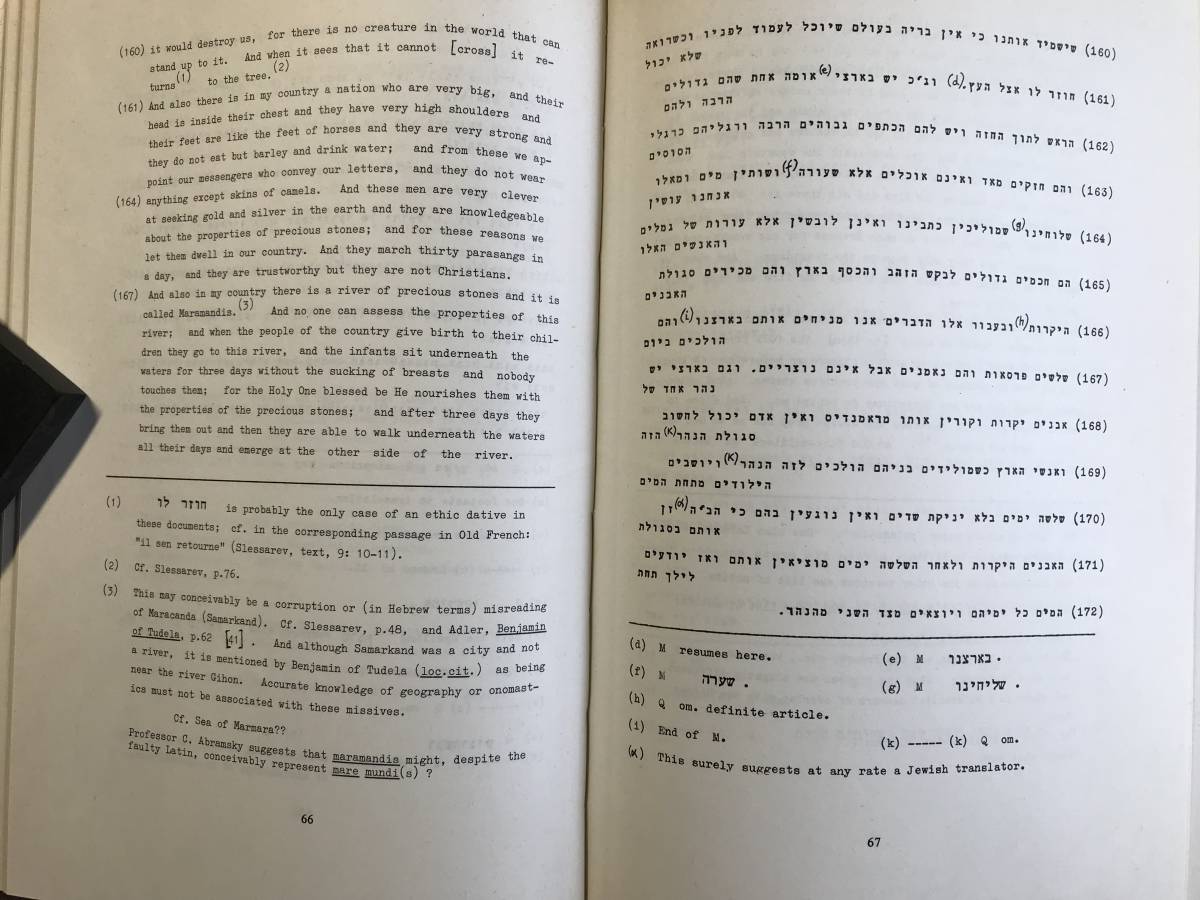 (160) it would destroy us, for there is no creature in the world that can
stand up to it. And when it sees that it cannot [cross] it re-
turns(1) to the tree.(2)
(161) And also there is in my country a nation who are very big, and their
head is inside their chest and they have very high shoulders and
their feet are like the feet of horses and they are very strong and
they do not eat but barley and drink water; and from these we ap-
point our messengers who convey our letters, and they do not wear
(164) anything except skins of camels. And these men are very clever
at seeking gold and silver in the earth and they are knowledgeable
about the properties of precious stones; and for these reasons we
let them dwell in our country. And they march thirty parasangs in
a day, and they are trustworthy but they are not Christians.
(167) And also in my country there is a river of precious stones and it is
called Maramandis.(3) And no one can assess the properties of this
river; and when the people of the country give birth to their chil-
dren they go to this river, and the infants sit underneath the
waters for three days without the sucking of breasts and nobody
touches them; for the Holy One blessed be He nourishes them with
the properties of the precious stones; and after three days they
bring them out and then they are able to walk underneath the waters
all their days and emerge at the other side of the river.
(1) חוזר לו is probably the only case of an ethic dative in
these documents; cf. in the corresponding passage in Old French:
"il sen retourne" (Slessarev, text, 9: 10-11).
(2) Cf. Slessarev, p.76.
(3) This may conceivably be a corruption or (in Hebrew terms) misreading
of Maracanda (Samarkand). Cf. Slessarev, p.48, and Adler, Benjamin
of Tudela, p.62 [41]. And although Samarkand was a city and not
a river, it is mentioned by Benjamin of Tudela (loc.cit.) as being
near the river Gihon. Accurate knowledge of geography or onomast-
ics must not be associated with these missives.
Cf. Sea of Marmara??
Professor C. Abramsky suggests that maramandis might, despite the
faulty Latin, conceivably represent mare mundi(s) ?
66
(160) שישמיד אותנו כי אין בריה בעולם שיוכל לעמוד לפניו וכשרואה
שלא יכול
(161) חוזר לו אצל העץ.(d) וג"כ יש בארצי(e) אומה אחת שהם גדולים
הרבה ולהם
(162) הראש לתוך החזה ויש להם הכתפים גבוהים הרבה ורגליהם כרגלי
הסוסים
(163) והם חזקים מאד ואינם אוכלים אלא שעורה(f) ושותין מים ומאלו
אנחנו עושין
(164) שלוחינו(g) שמוליכין כתבינו ואינן לובשין אלא עורות של גמלים
והאנשים האלו
(165) הם חכמים גדולים לבקש הזהב והכסף בארץ והם מכירים סגולת
האבנים
(166) היקרות(h) ובעבור אלו הדברים אנו מניחים אותם בארצנו(i) והם
הולכים ביום
(167) שלשים פרסאות והם נאמנים אבל אינם נוצריים. וגם בארצי יש
נהר אחד של
(168) אבנים יקרות וקורין אותו מראמנדיס ואין אדם יכול לחשוב
סגולת הנהר(k) הזה
(169) ואנשי הארץ כשמולידים בניהם הולכים לזה הנהר(k) ויושבים
הילודים מתחת המים
(170) שלשה ימים בלא יניקת שדים ואין נוגעין בהם כי הב"ה(α) זן
אותם בסגולת
(171) האבנים היקרות ולאחר השלשה ימים מוציאין אותם ואז יודעים
לילך תחת
(172) המים כל ימיהם ויוצאים מצד השני מהנהר.
(d) M resumes here. (e) M בארצנו.
(f) M שערה. (g) M שליחינו.
(h) Q om. definite article.
(i) End of M. (k) ----- (k) Q om.
(α) This surely suggests at any rate a Jewish translator.
67